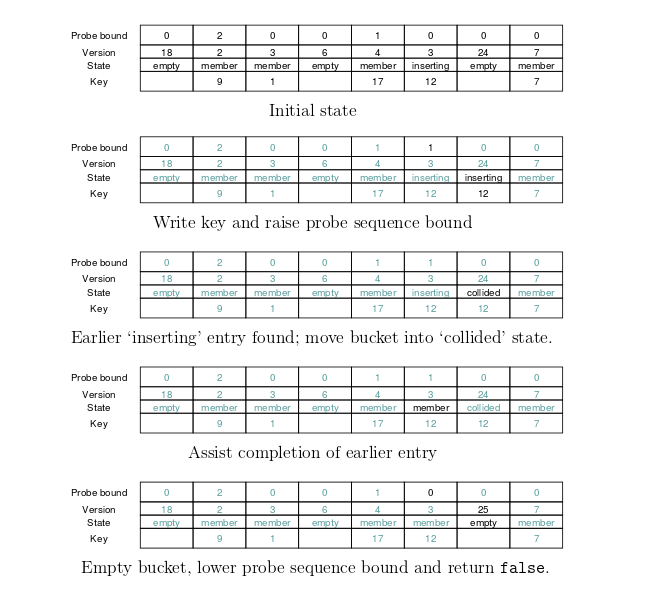 Probe bound 0 2 0 0 1 0 0 0
Version 18 2 3 6 4 3 24 7
State empty member member empty member inserting empty member
Key 9 1 17 12 7
Initial state
Probe bound 0 2 0 0 1 1 0 0
Version 18 2 3 6 4 3 24 7
State empty member member empty member inserting inserting member
Key 9 1 17 12 12 7
Write key and raise probe sequence bound
Probe bound 0 2 0 0 1 1 0 0
Version 18 2 3 6 4 3 24 7
State empty member member empty member inserting collided member
Key 9 1 17 12 12 7
Earlier ‘inserting’ entry found; move bucket into ‘collided’ state.
Probe bound 0 2 0 0 1 1 0 0
Version 18 2 3 6 4 3 24 7
State empty member member empty member member collided member
Key 9 1 17 12 12 7
Assist completion of earlier entry
Probe bound 0 2 0 0 1 0 0 0
Version 18 2 3 6 4 3 25 7
State empty member member empty member member empty member
Key 9 1 17 12 7
Empty bucket, lower probe sequence bound and return false.